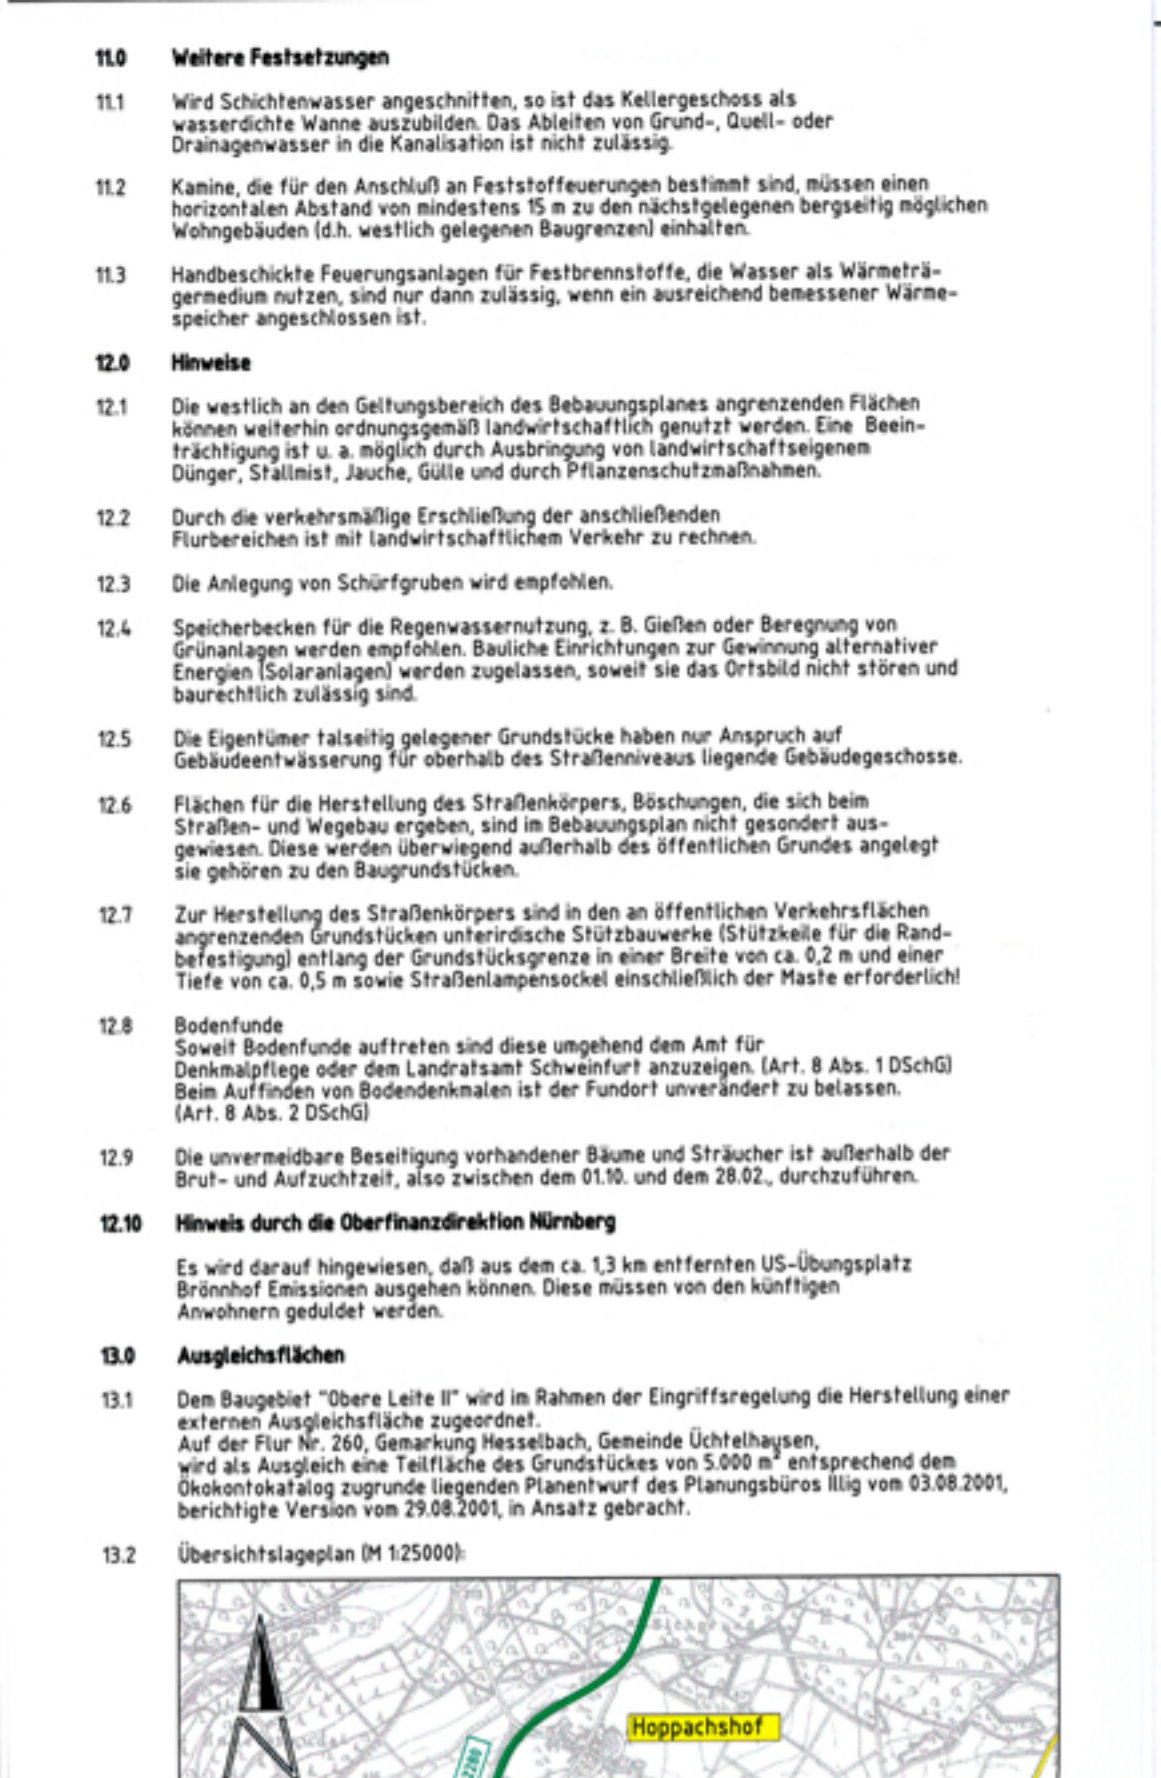 11.0 Weitere Festsetzungen
11.1 Wird Schichtenwasser angeschnitten, so ist das Kellergeschoss als
wasserdichte Wanne auszubilden. Das Ableiten von Grund-, Quell- oder
Drainagenwasser in die Kanalisation ist nicht zulässig.
11.2 Kamine, die für den Anschluß an Feststoffeuerungen bestimmt sind, müssen einen
horizontalen Abstand von mindestens 15 m zu den nächstgelegenen bergseitig möglichen
Wohngebäuden (d.h. westlich gelegenen Baugrenzen) einhalten.
11.3 Handbeschickte Feuerungsanlagen für Festbrennstoffe, die Wasser als Wärmeträ-
germedium nutzen, sind nur dann zulässig, wenn ein ausreichend bemessener Wärme-
speicher angeschlossen ist.
12.0 Hinweise
12.1 Die westlich an den Geltungsbereich des Bebauungsplanes angrenzenden Flächen
können weiterhin ordnungsgemäß landwirtschaftlich genutzt werden. Eine Beein-
trächtigung ist u. a. möglich durch Ausbringung von landwirtschaftseigenem
Dünger, Stallmist, Jauche, Gülle und durch Pflanzenschutzmaßnahmen.
12.2 Durch die verkehrsmäßige Erschließung der anschließenden
Flurbereichen ist mit landwirtschaftlichem Verkehr zu rechnen.
12.3 Die Anlegung von Schürfgruben wird empfohlen.
12.4 Speicherbecken für die Regenwassernutzung, z. B. Gießen oder Beregnung von
Grünanlagen werden empfohlen. Bauliche Einrichtungen zur Gewinnung alternativer
Energien (Solaranlagen) werden zugelassen, soweit sie das Ortsbild nicht stören und
baurechtlich zulässig sind.
12.5 Die Eigentümer talseitig gelegener Grundstücke haben nur Anspruch auf
Gebäudeentwässerung für oberhalb des Straßenniveaus liegende Gebäudegeschosse.
12.6 Flächen für die Herstellung des Straßenkörpers, Böschungen, die sich beim
Straßen- und Wegebau ergeben, sind im Bebauungsplan nicht gesondert aus-
gewiesen. Diese werden überwiegend außerhalb des öffentlichen Grundes angelegt
sie gehören zu den Baugrundstücken.
12.7 Zur Herstellung des Straßenkörpers sind in den an öffentlichen Verkehrsflächen
angrenzenden Grundstücken unterirdische Stützbauwerke (Stützkeile für die Rand-
befestigung) entlang der Grundstücksgrenze in einer Breite von ca. 0,2 m und einer
Tiefe von ca. 0,5 m sowie Straßenlampensockel einschließlich der Maste erforderlich!
12.8 Bodenfunde
Soweit Bodenfunde auftreten sind diese umgehend dem Amt für
Denkmalpflege oder dem Landratsamt Schweinfurt anzuzeigen. (Art. 8 Abs. 1 DSchG)
Beim Auffinden von Bodendenkmalen ist der Fundort unverändert zu belassen.
(Art. 8 Abs. 2 DSchG)
12.9 Die unvermeidbare Beseitigung vorhandener Bäume und Sträucher ist außerhalb der
Brut- und Aufzuchtzeit, also zwischen dem 01.10. und dem 28.02., durchzuführen.
12.10 Hinweis durch die Oberfinanzdirektion Nürnberg
Es wird darauf hingewiesen, daß aus dem ca. 1,3 km entfernten US-Übungsplatz
Brönnhof Emissionen ausgehen können. Diese müssen von den künftigen
Anwohnern geduldet werden.
13.0 Ausgleichsflächen
13.1 Dem Baugebiet "Obere Leite II" wird im Rahmen der Eingriffsregelung die Herstellung einer
externen Ausgleichsfläche zugeordnet.
Auf der Flur Nr. 260, Gemarkung Hesselbach, Gemeinde Üchtelhausen,
wird als Ausgleich eine Teilfläche des Grundstückes von 5.000 m² entsprechend dem
Ökokontokatalog zugrunde liegenden Planentwurf des Planungsbüros Illig vom 03.08.2001,
berichtigte Version vom 29.08.2001, in Ansatz gebracht.
13.2 Übersichtslageplan (M 1:25000):
Hoppachshof
2280
N